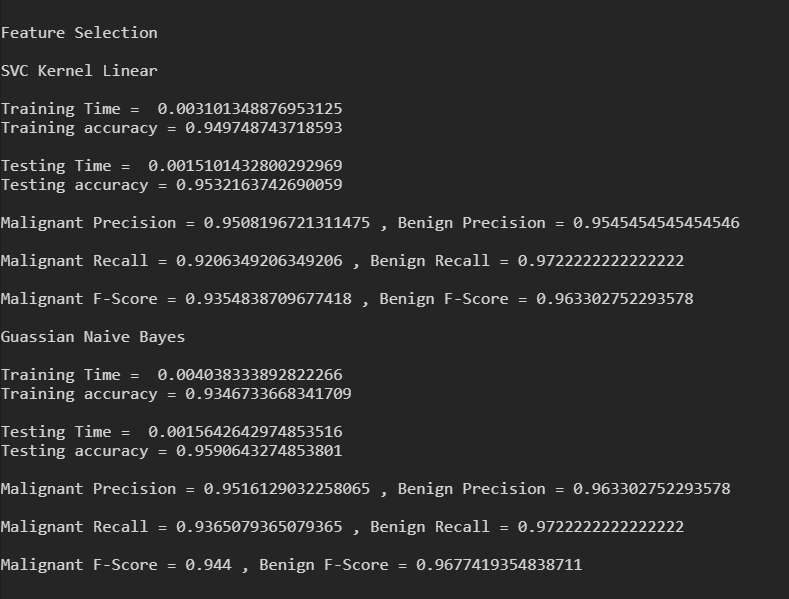 Feature Selection
SVC Kernel Linear
Training Time =  0.003101348876953125
Training accuracy = 0.949748743718593
Testing Time =  0.0015101432800292969
Testing accuracy = 0.9532163742690059
Malignant Precision = 0.9508196721311475 , Benign Precision = 0.9545454545454546
Malignant Recall = 0.9206349206349206 , Benign Recall = 0.9722222222222222
Malignant F-Score = 0.9354838709677418 , Benign F-Score = 0.963302752293578
Guassian Naive Bayes
Training Time =  0.004038333892822266
Training accuracy = 0.9346733668341709
Testing Time =  0.0015642642974853516
Testing accuracy = 0.9590643274853801
Malignant Precision = 0.9516129032258065 , Benign Precision = 0.963302752293578
Malignant Recall = 0.9365079365079365 , Benign Recall = 0.9722222222222222
Malignant F-Score = 0.944 , Benign F-Score = 0.9677419354838711